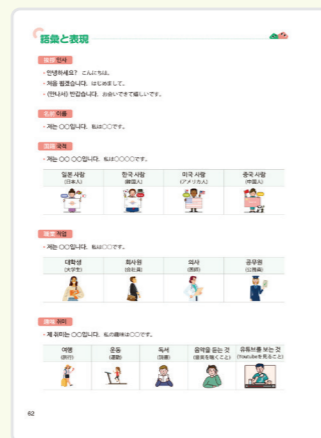 語彙と表現
挨拶 인사
· 안녕하세요? こんにちは。
· 처음 뵙겠습니다. はじめまして。
· (만나서) 반갑습니다. お会いできて嬉しいです。
名前 이름
· 저는 ○○입니다. 私は○○です。
国籍 국적
· 저는 ○○ ○○입니다. 私は○○○○です。
일본 사람 한국 사람 미국 사람 중국 사람
(日本人) (韓国人) (アメリカ人) (中国人)
職業 직업
· 저는 ○○입니다. 私は○○です。
대학생 회사원 의사 공무원
(大学生) (会社員) (医師) (公務員)
趣味 취미
· 제 취미는 ○○입니다. 私の趣味は○○です。
여행 운동 독서 음악을 듣는 것 유튜브를 보는 것
(旅行) (運動) (読書) (音楽を聴くこと) (Youtubeを見ること)
62